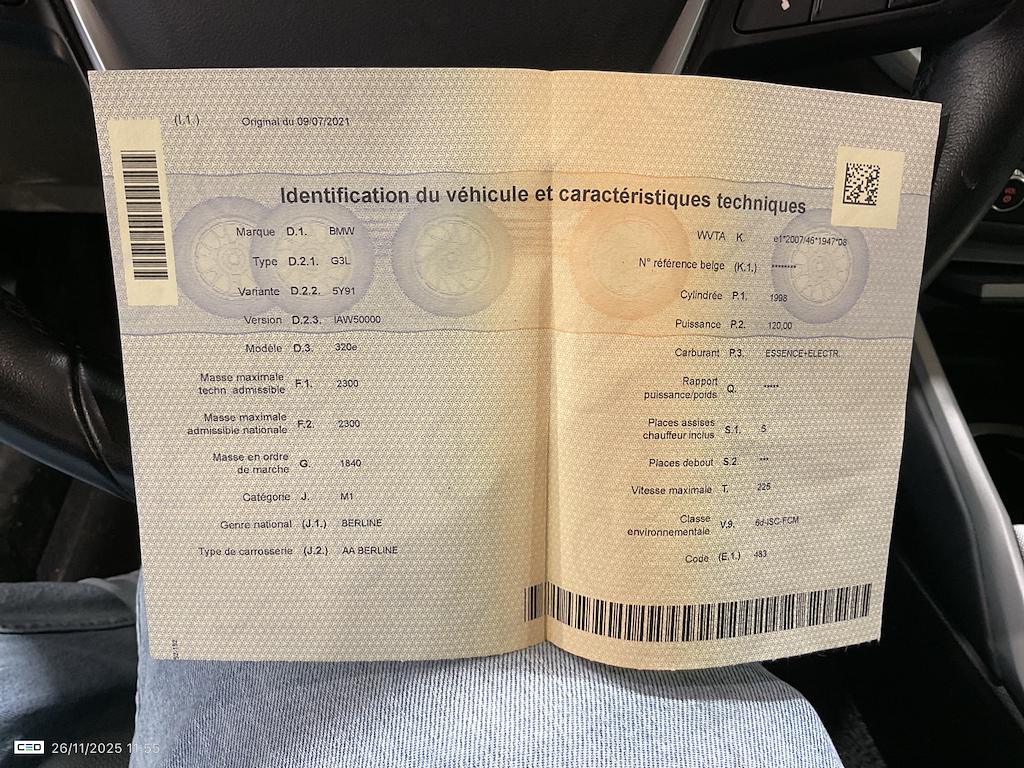 (I.1.) Original du 09/07/2021
Identification du véhicule et caractéristiques techniques
Marque D.1. BMW
Type D.2.1. G3L
Variante D.2.2. 5Y91
Version D.2.3. IAW50000
Modèle D.3. 320e
Masse maximale
techn admissible F.1. 2300
Masse maximale
admissible nationale F.2. 2300
Masse en ordre
de marche G. 1840
Catégorie J. M1
Genre national (J.1.) BERLINE
Type de carrosserie (J.2.) AA BERLINE
WVTA K. e1*2007/46*1947*08
N° référence belge (K.1.) ********
Cylindrée P.1. 1998
Puissance P.2. 120,00
Carburant P.3. ESSENCE+ELECTR.
Rapport
puissance/poids Q. *****
Places assises
chauffeur inclus S.1. 5
Places debout S.2. ***
Vitesse maximale T. 225
Classe
environnementale V.9. 6d-ISC-FCM
Code (E.1.) 483
CEO 26/11/2025 11:55